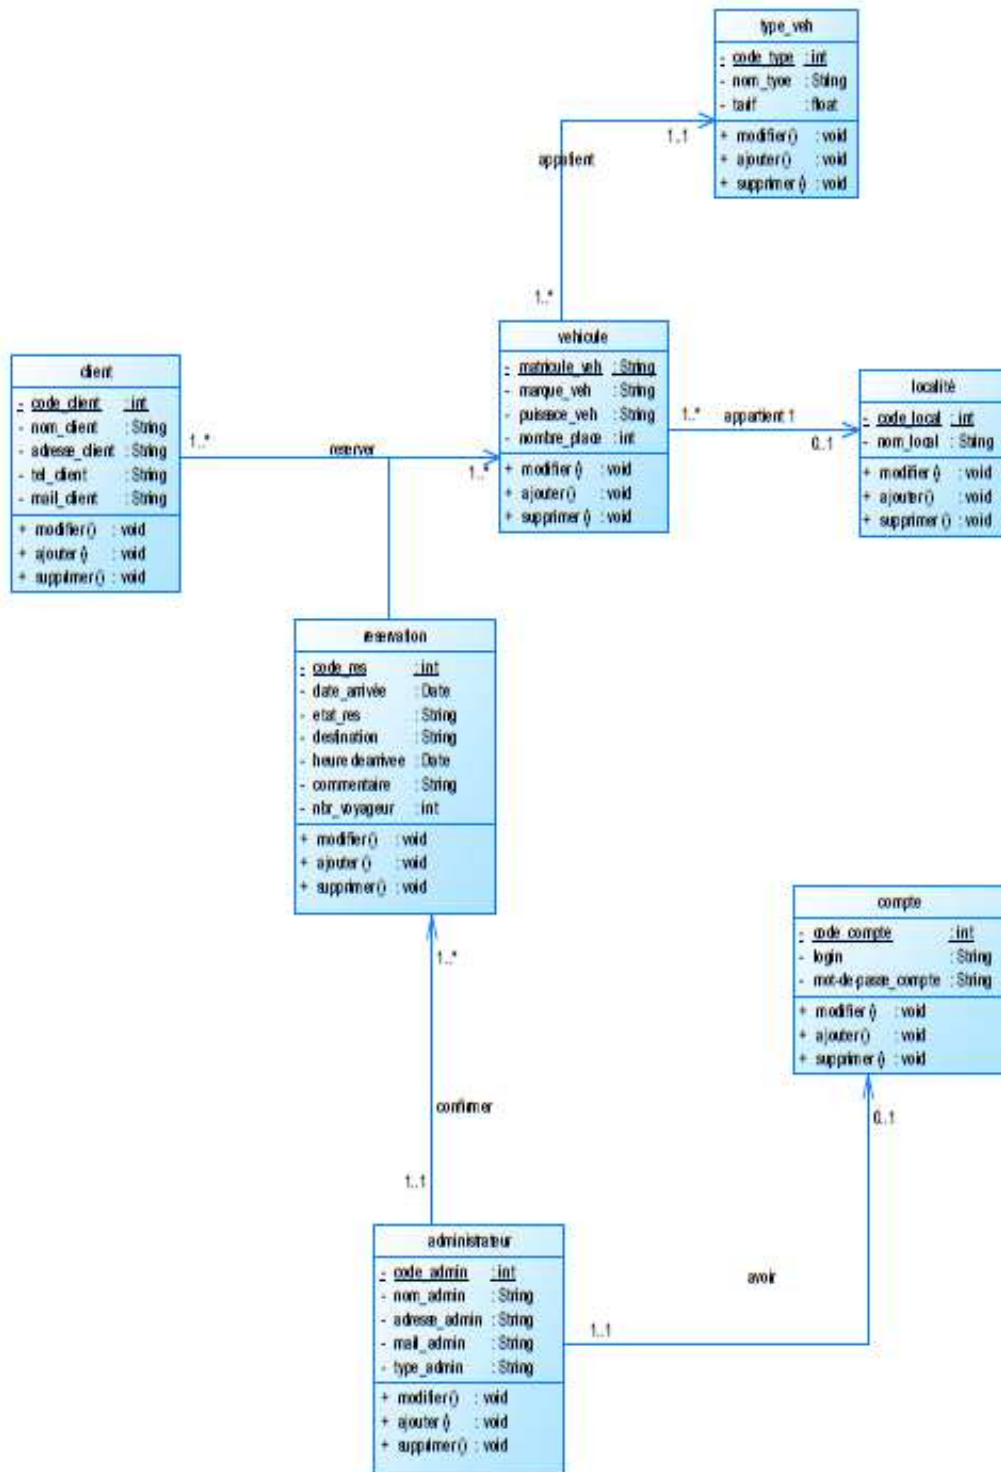 type_veh
- code_type : int
- nom_tyoe : String
- tarif : float
+ modifier() : void
+ ajouter() : void
+ supprimer() : void
1..1
appatient
1..*
vehicule
- matricule_veh : String
- marque_veh : String
- puissace_veh : String
- nombre_place : int
+ modifier() : void
+ ajouter() : void
+ supprimer() : void
client
- code_client : int
- nom_client : String
- adresse_client : String
- tel_client : String
- mail_client : String
+ modifier() : void
+ ajouter() : void
+ supprimer() : void
1..*
reserver
1..*
1..*
appartient 1
0..1
localité
- code_local : int
- nom_local : String
+ modifier() : void
+ ajouter() : void
+ supprimer() : void
reservation
- code_res : int
- date_arrivée : Date
- etat_res : String
- destination : String
- heure de arrivee : Date
- commentaire : String
- nbr_voyageur : int
+ modifier() : void
+ ajouter() : void
+ supprimer() : void
1..*
confirmer
1..1
compte
- code_compte : int
- login : String
- mot-de-passe_compte : String
+ modifier() : void
+ ajouter() : void
+ supprimer() : void
0..1
avoir
1..1
administrateur
- code_admin : int
- nom_admin : String
- adresse_admin : String
- mail_admin : String
- type_admin : String
+ modifier() : void
+ ajouter() : void
+ supprimer() : void